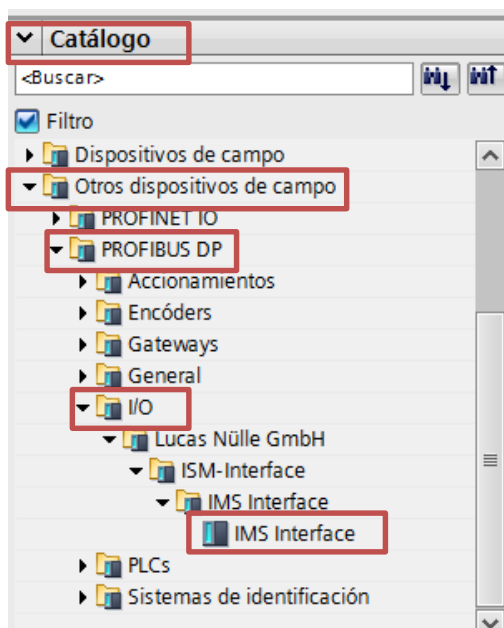 Catálogo
<Buscar>
Filtro
Dispositivos de campo
Otros dispositivos de campo
PROFINET IO
PROFIBUS DP
Accionamientos
Encóders
Gateways
General
I/O
Lucas Nülle GmbH
ISM-Interface
IMS Interface
IMS Interface
PLCs
Sistemas de identificación